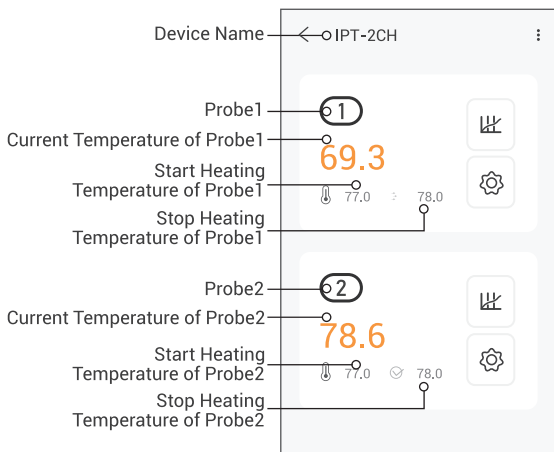 Device Name
IPT-2CH
Probe1
1
Current Temperature of Probe1
69.3
Start Heating
Temperature of Probe1
77.0
78.0
Stop Heating
Temperature of Probe1
Probe2
2
Current Temperature of Probe2
78.6
Start Heating
Temperature of Probe2
77.0
78.0
Stop Heating
Temperature of Probe2